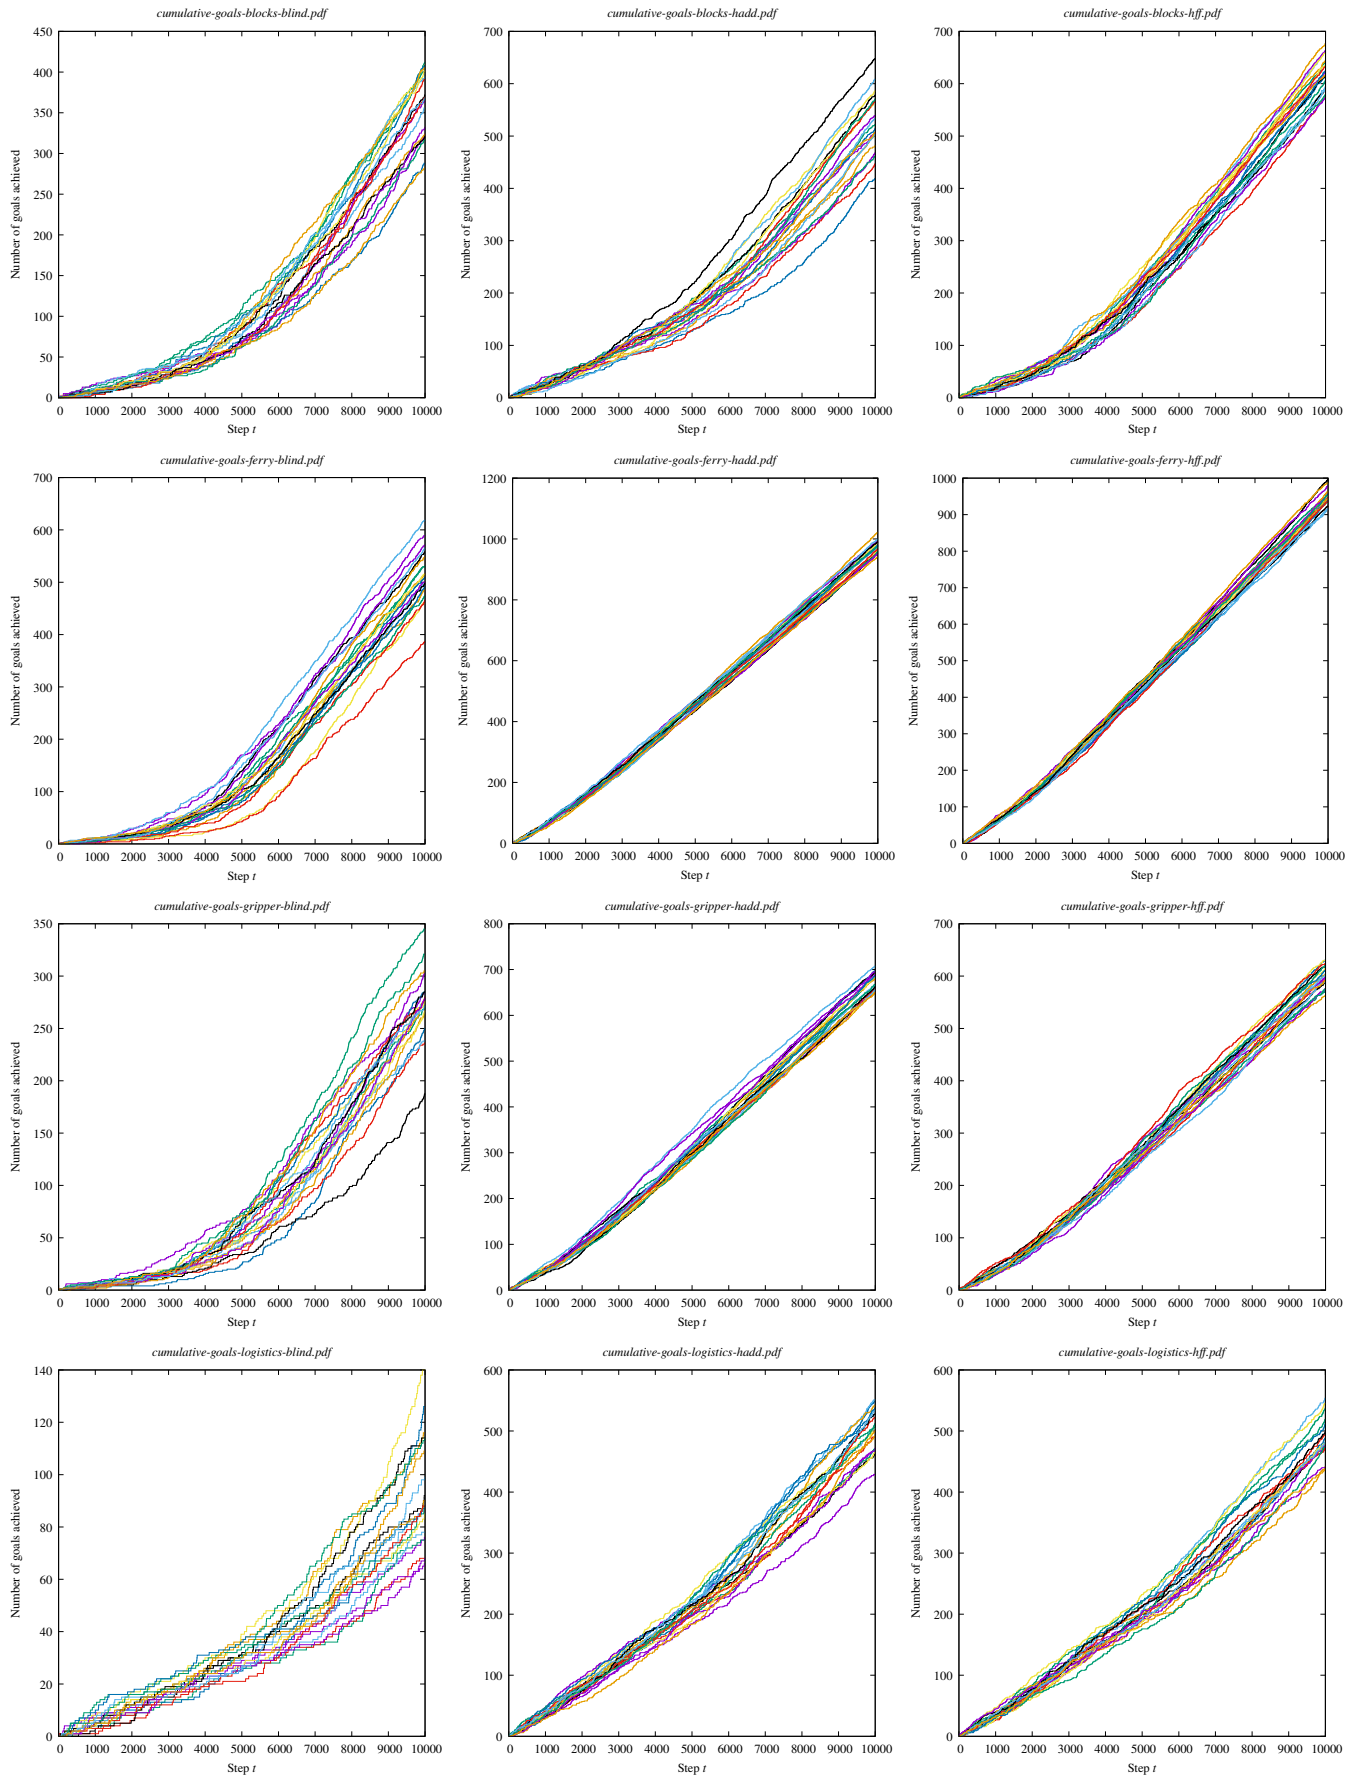 cumulative-goals-blocks-blind.pdf
450
400
350
300
250
200
150
100
50
0
0 1000 2000 3000 4000 5000 6000 7000 8000 9000 10000
Number of goals achieved
Step t
cumulative-goals-blocks-hadd.pdf
700
600
500
400
300
200
100
0
0 1000 2000 3000 4000 5000 6000 7000 8000 9000 10000
Number of goals achieved
Step t
cumulative-goals-blocks-hff.pdf
700
600
500
400
300
200
100
0
0 1000 2000 3000 4000 5000 6000 7000 8000 9000 10000
Number of goals achieved
Step t
cumulative-goals-ferry-blind.pdf
700
600
500
400
300
200
100
0
0 1000 2000 3000 4000 5000 6000 7000 8000 9000 10000
Number of goals achieved
Step t
cumulative-goals-ferry-hadd.pdf
1200
1000
800
600
400
200
0
0 1000 2000 3000 4000 5000 6000 7000 8000 9000 10000
Number of goals achieved
Step t
cumulative-goals-ferry-hff.pdf
1000
900
800
700
600
500
400
300
200
100
0
0 1000 2000 3000 4000 5000 6000 7000 8000 9000 10000
Number of goals achieved
Step t
cumulative-goals-gripper-blind.pdf
350
300
250
200
150
100
50
0
0 1000 2000 3000 4000 5000 6000 7000 8000 9000 10000
Number of goals achieved
Step t
cumulative-goals-gripper-hadd.pdf
800
700
600
500
400
300
200
100
0
0 1000 2000 3000 4000 5000 6000 7000 8000 9000 10000
Number of goals achieved
Step t
cumulative-goals-gripper-hff.pdf
700
600
500
400
300
200
100
0
0 1000 2000 3000 4000 5000 6000 7000 8000 9000 10000
Number of goals achieved
Step t
cumulative-goals-logistics-blind.pdf
140
120
100
80
60
40
20
0
0 1000 2000 3000 4000 5000 6000 7000 8000 9000 10000
Number of goals achieved
Step t
cumulative-goals-logistics-hadd.pdf
600
500
400
300
200
100
0
0 1000 2000 3000 4000 5000 6000 7000 8000 9000 10000
Number of goals achieved
Step t
cumulative-goals-logistics-hff.pdf
600
500
400
300
200
100
0
0 1000 2000 3000 4000 5000 6000 7000 8000 9000 10000
Number of goals achieved
Step t